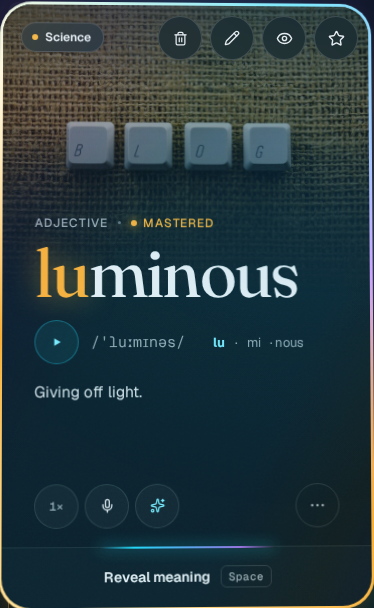 Science
B L O G
ADJECTIVE • MASTERED
luminous
/ˈluːmɪnəs/ lu · mi · nous
Giving off light.
1×
Reveal meaning Space